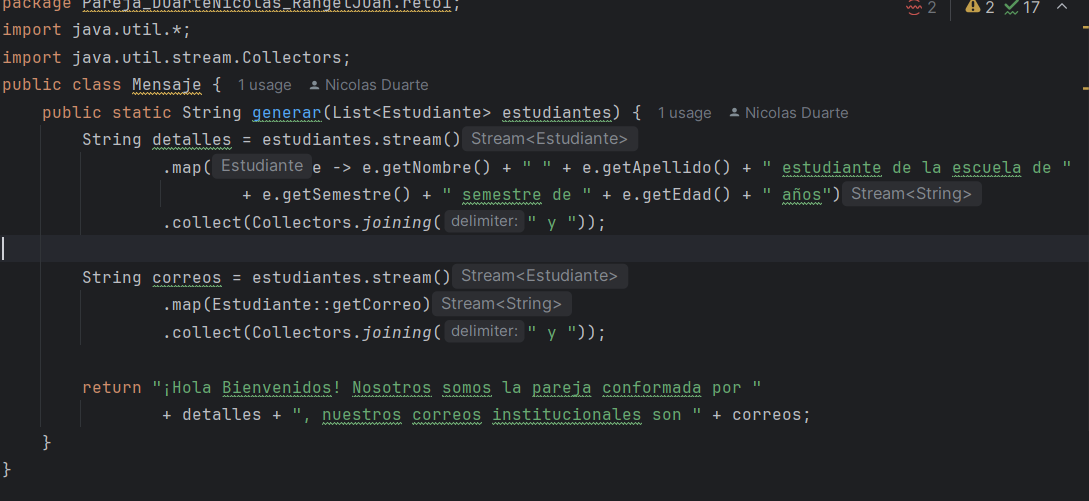 package Pareja_DuarteNicolas_RangelJuan.reto1;
2 2 17
import java.util.*;
import java.util.stream.Collectors;
public class Mensaje { 1 usage Nicolas Duarte
public static String generar(List<Estudiante> estudiantes) { 1 usage Nicolas Duarte
String detalles = estudiantes.stream() Stream<Estudiante>
.map( Estudiante e -> e.getNombre() + " " + e.getApellido() + " estudiante de la escuela de "
+ e.getSemestre() + " semestre de " + e.getEdad() + " años") Stream<String>
.collect(Collectors.joining( delimiter: " y "));
String correos = estudiantes.stream() Stream<Estudiante>
.map(Estudiante::getCorreo) Stream<String>
.collect(Collectors.joining( delimiter: " y "));
return "¡Hola Bienvenidos! Nosotros somos la pareja conformada por "
+ detalles + ", nuestros correos institucionales son " + correos;
}
}